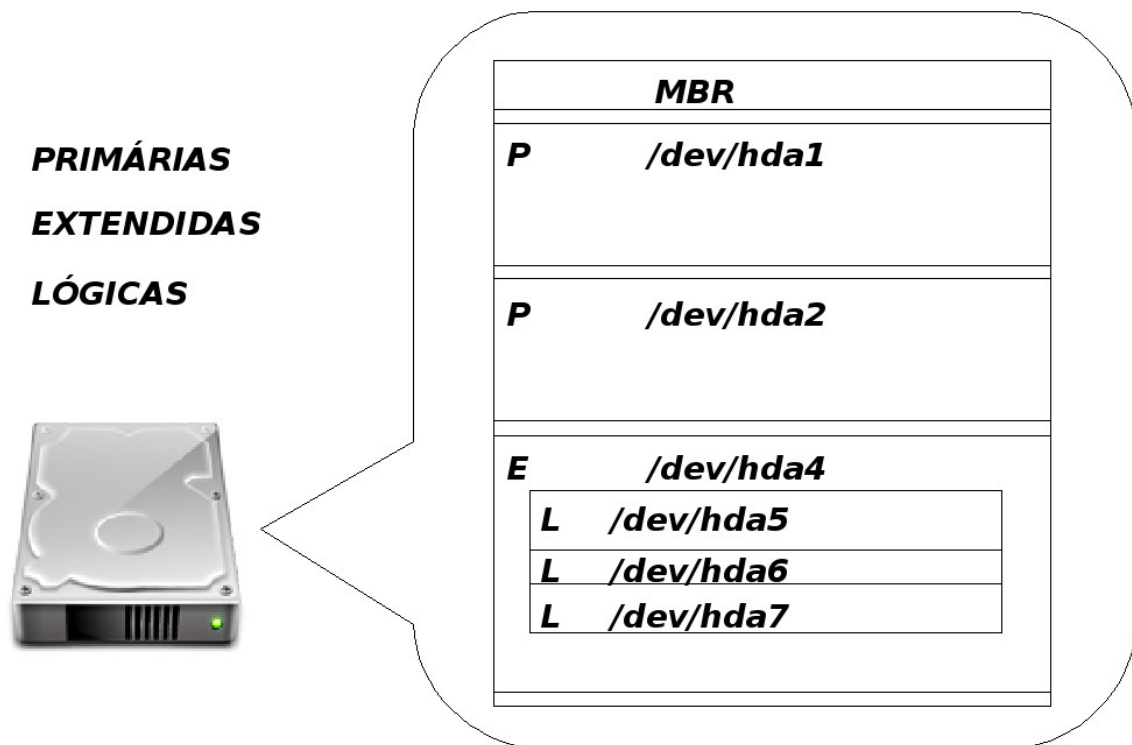 PRIMÁRIAS
EXTENDIDAS
LÓGICAS
MBR
P /dev/hda1
P /dev/hda2
E /dev/hda4
L /dev/hda5
L /dev/hda6
L /dev/hda7